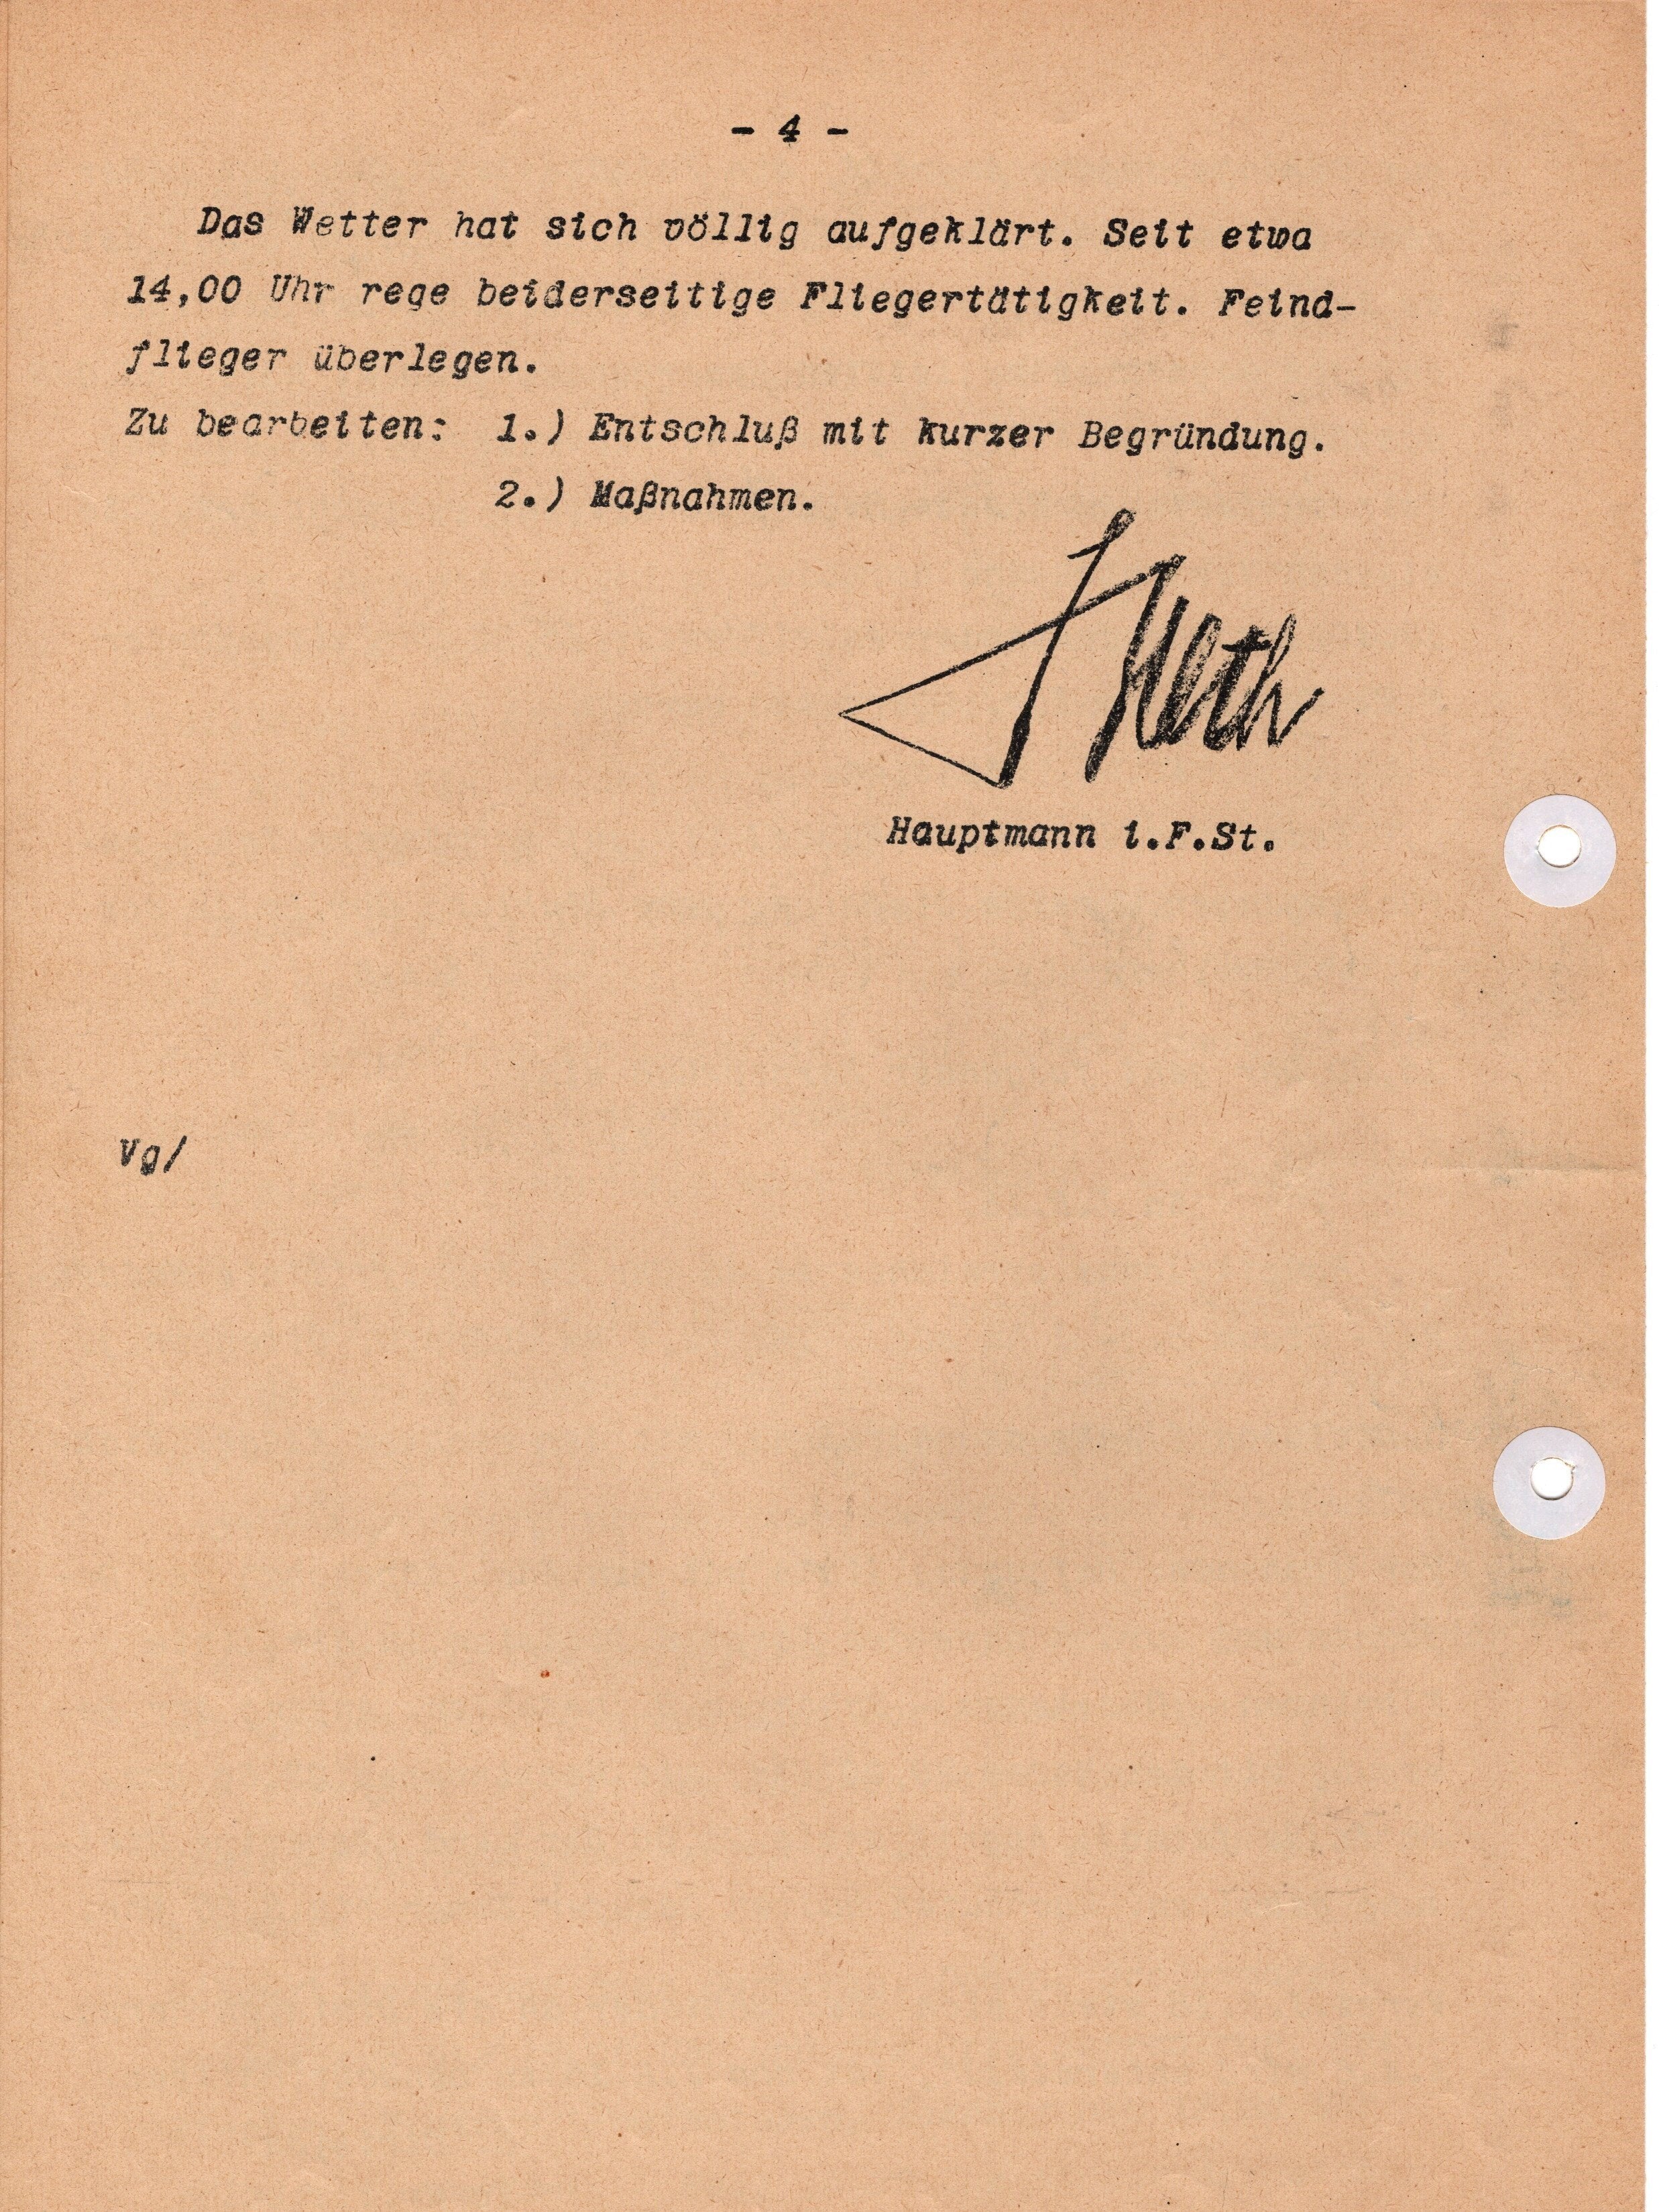 - 4 -
Das Wetter hat sich völlig aufgeklärt. Seit etwa
14,00 Uhr rege beiderseitige Fliegertätigkeit. Feind-
flieger überlegen.
Zu bearbeiten: 1.) Entschluß mit kurzer Begründung.
2.) Maßnahmen.
Hauptmann i.F.St.
Vg/